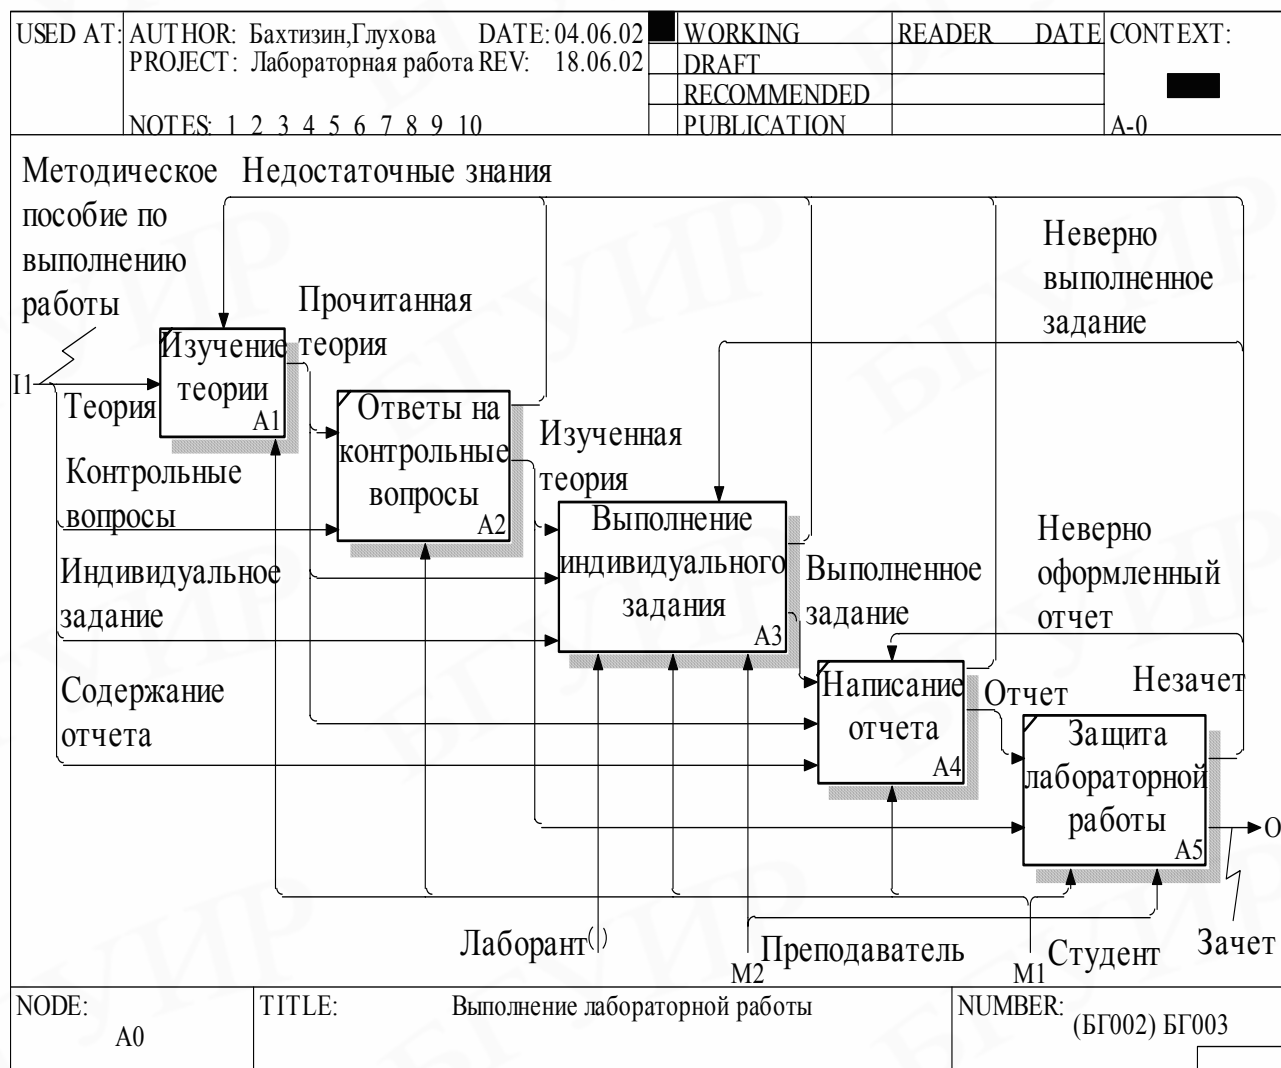 USED AT:
AUTHOR: Бахтизин,Глухова DATE: 04.06.02
PROJECT: Лабораторная работа REV: 18.06.02
NOTES: 1 2 3 4 5 6 7 8 9 10
WORKING
DRAFT
RECOMMENDED
PUBLICATION
READER DATE
CONTEXT:
A-0
Методическое
пособие по
выполнению
работы
Недостаточные знания
Неверно
выполненное
задание
Прочитанная
теория
Изучение
теории
A1
I1
Теория
Ответы на
контрольные
вопросы
A2
Изученная
теория
Контрольные
вопросы
Выполнение
индивидуального
задания
A3
Неверно
оформленный
отчет
Индивидуальное
задание
Выполненное
задание
Содержание
отчета
Написание
отчета
A4
Отчет
Незачет
Защита
лабораторной
работы
A5
O
Лаборант
()
M2
Преподаватель
M1
Студент
Зачет
NODE:
A0
TITLE:
Выполнение лабораторной работы
NUMBER:
(БГ002) БГ003
БГУИР